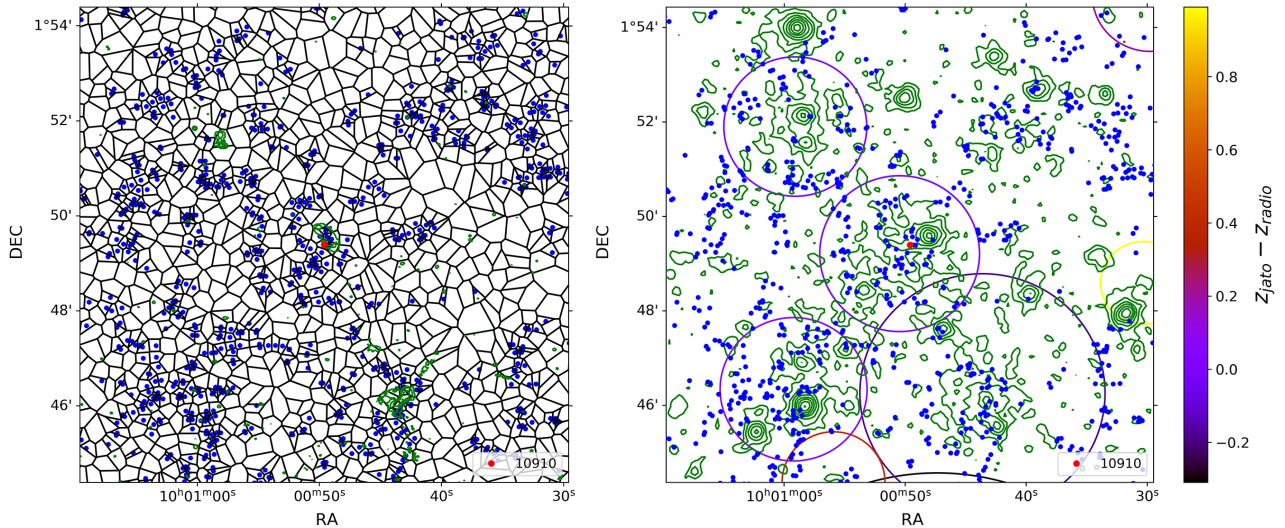 1°54'
52'
50'
48'
46'
DEC
10ʰ01ᵐ00ˢ
00ᵐ50ˢ
40ˢ
30ˢ
RA
10910
1°54'
52'
50'
48'
46'
DEC
10ʰ01ᵐ00ˢ
00ᵐ50ˢ
40ˢ
30ˢ
RA
10910
0.8
0.6
0.4
0.2
0.0
−0.2
z_jato − z_radio